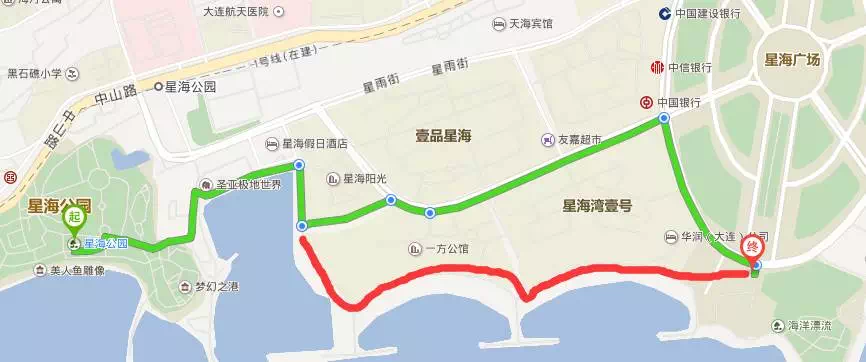 大连航天医院
中国建设银行
天海宾馆
星海广场
1号线(在建)
中信银行
黑石礁小学
星海公园
星雨街
星雨街
中山路
中国银行
中山路
星海假日酒店
壹品星海
友嘉超市
圣亚极地世界
星海阳光
星海公园
星海湾壹号
起
星海公园
一方公馆
华润(大连)公司
终
美人鱼雕像
梦幻之港
海洋漂流